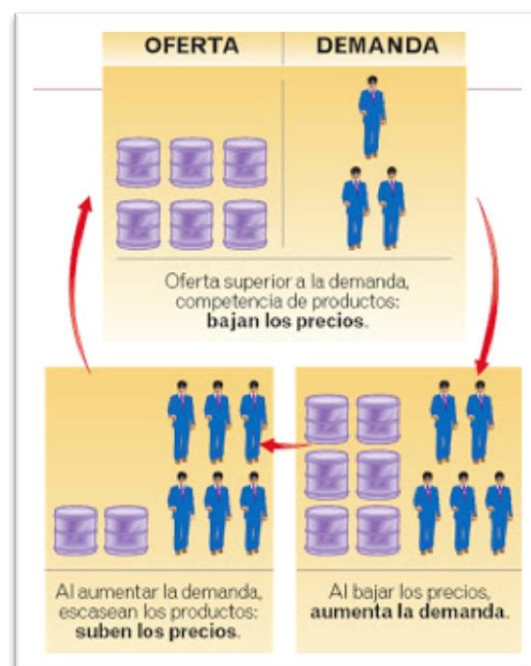 OFERTA
DEMANDA
Oferta superior a la demanda,
competencia de productos:
bajan los precios.
Al aumentar la demanda,
escasean los productos:
suben los precios.
Al bajar los precios,
aumenta la demanda.